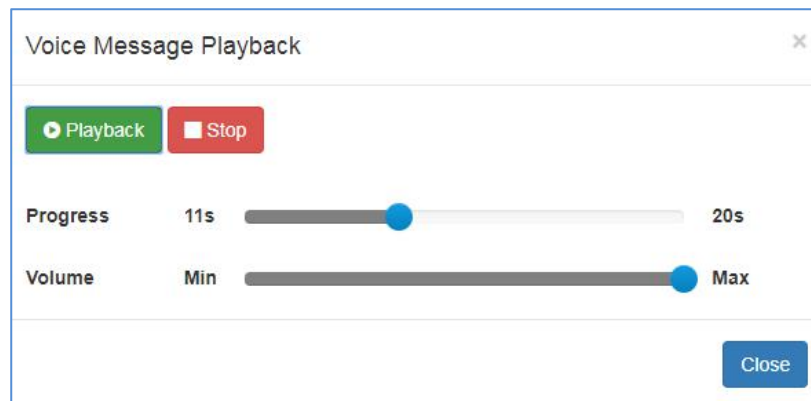 Voice Message Playback ×
Playback Stop
Progress 11s 20s
Volume Min Max
Close